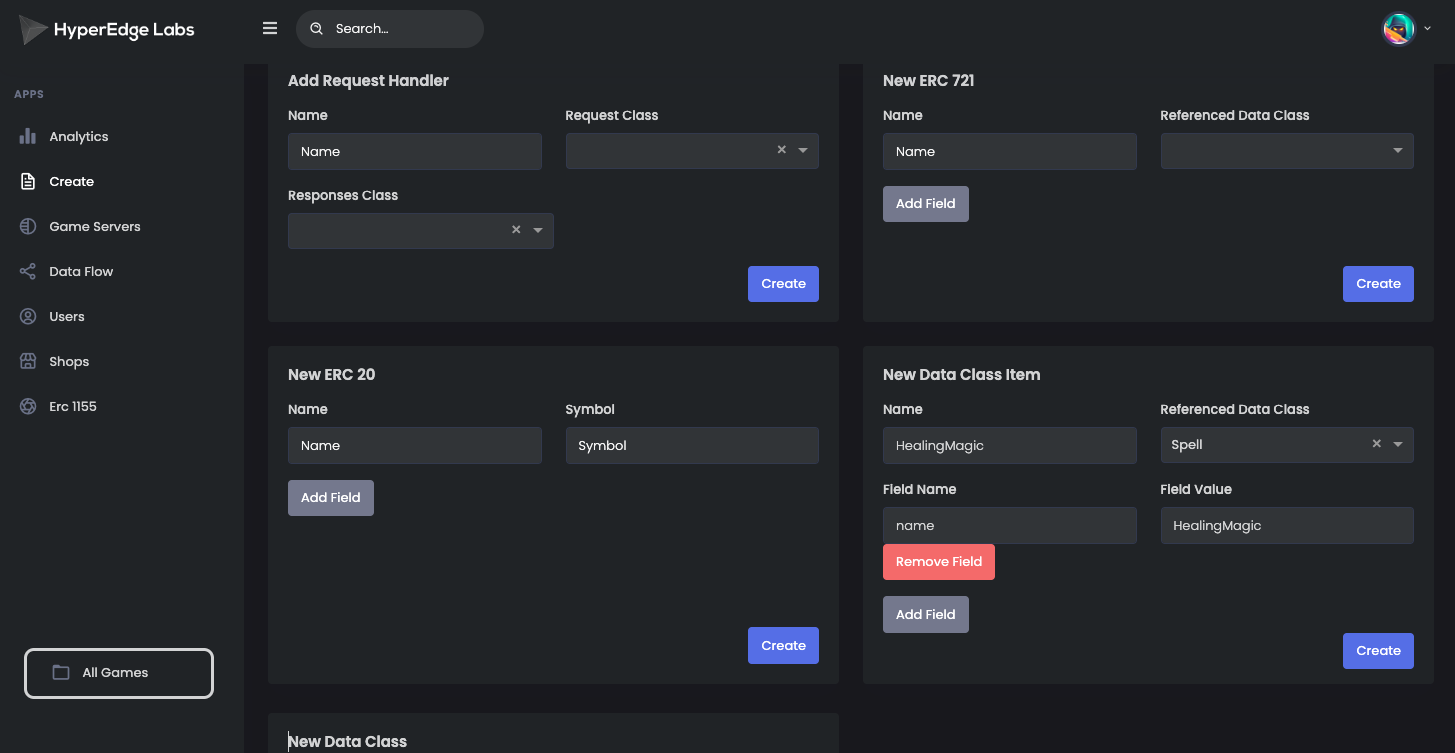 HyperEdge Labs
Search...
APPS
Analytics
Create
Game Servers
Data Flow
Users
Shops
Erc 1155
All Games
Add Request Handler
Name
Request Class
Name
×
Responses Class
×
Create
New ERC 721
Name
Referenced Data Class
Name
Add Field
Create
New ERC 20
Name
Symbol
Name
Symbol
Add Field
Create
New Data Class Item
Name
Referenced Data Class
HealingMagic
Spell ×
Field Name
Field Value
name
HealingMagic
Remove Field
Add Field
Create
New Data Class